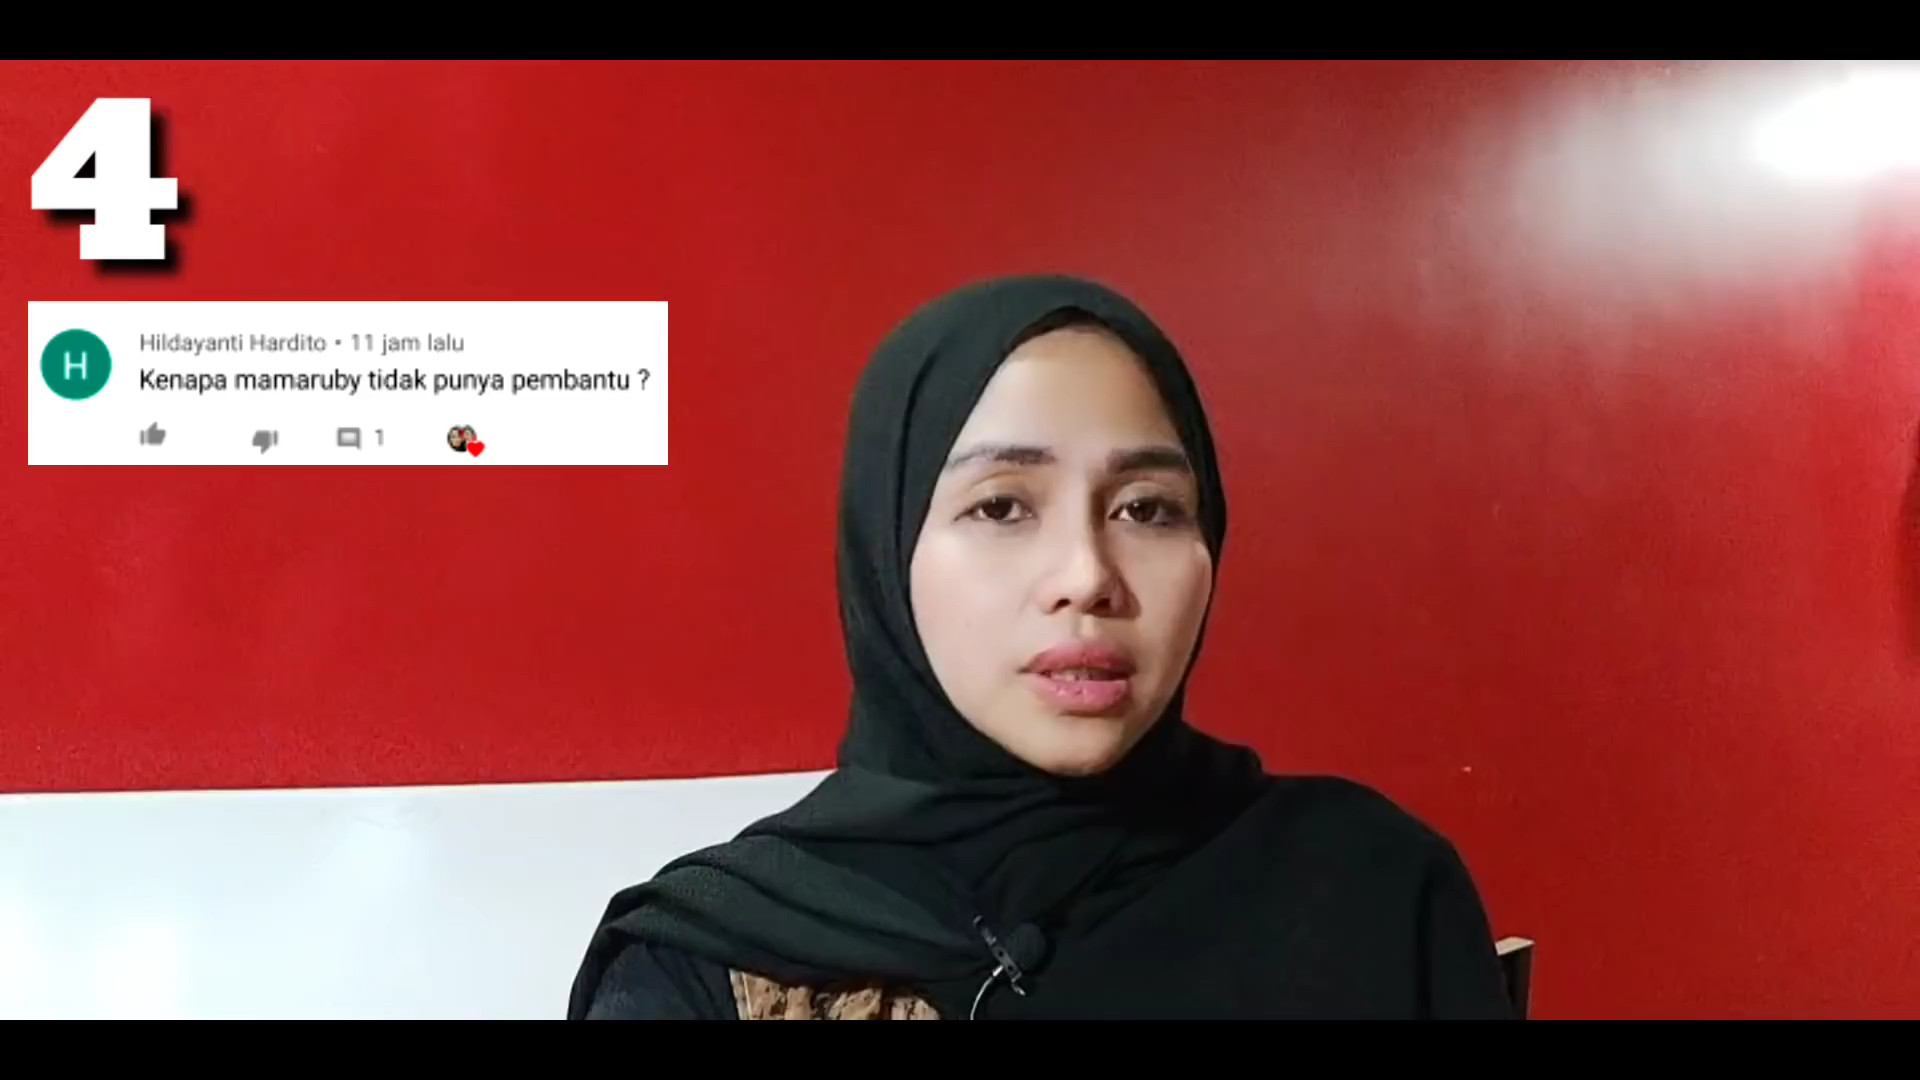 4
H
Hildayanti Hardito • 11 jam lalu
Kenapa mamaruby tidak punya pembantu ?
1